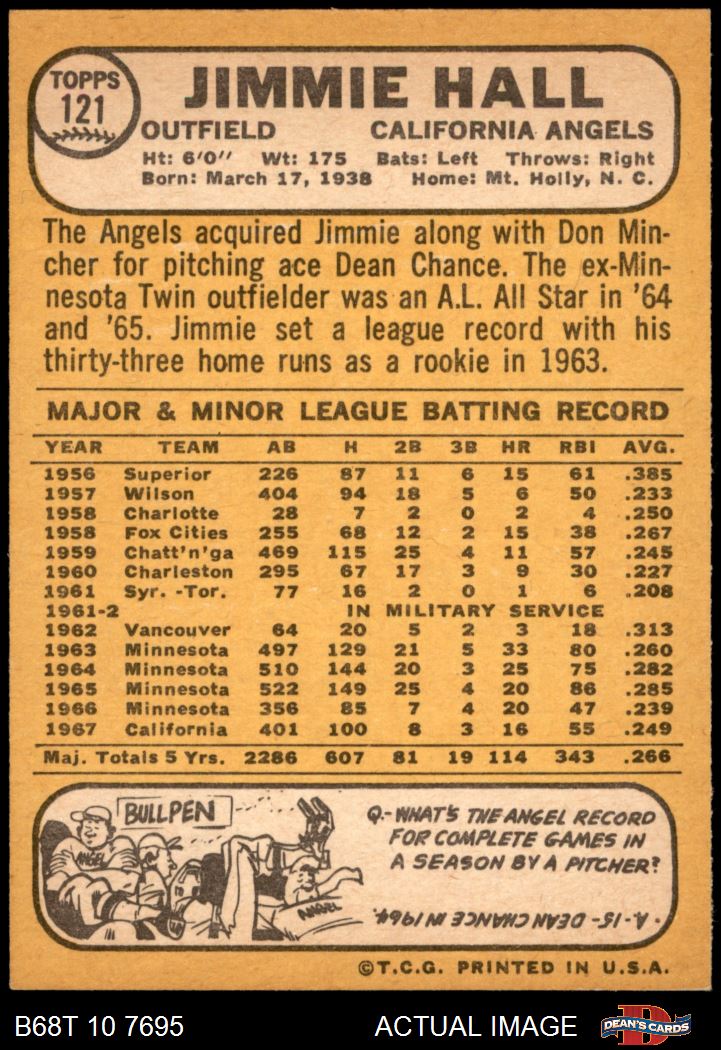 TOPPS
121
JIMMIE HALL
OUTFIELD CALIFORNIA ANGELS
Ht: 6'0" Wt: 175 Bats: Left Throws: Right
Born: March 17, 1938 Home: Mt. Holly, N. C.
The Angels acquired Jimmie along with Don Min-
cher for pitching ace Dean Chance. The ex-Min-
nesota Twin outfielder was an A.L. All Star in '64
and '65. Jimmie set a league record with his
thirty-three home runs as a rookie in 1963.
MAJOR & MINOR LEAGUE BATTING RECORD
YEAR TEAM AB H 2B 3B HR RBI AVG.
1956 Superior 226 87 11 6 15 61 .385
1957 Wilson 404 94 18 5 6 50 .233
1958 Charlotte 28 7 2 0 2 4 .250
1958 Fox Cities 255 68 12 2 15 38 .267
1959 Chatt'n'ga 469 115 25 4 11 57 .245
1960 Charleston 295 67 17 3 9 30 .227
1961 Syr. -Tor. 77 16 2 0 1 6 .208
1961-2 IN MILITARY SERVICE
1962 Vancouver 64 20 5 2 3 18 .313
1963 Minnesota 497 129 21 5 33 80 .260
1964 Minnesota 510 144 20 3 25 75 .282
1965 Minnesota 522 149 25 4 20 86 .285
1966 Minnesota 356 85 7 4 20 47 .239
1967 California 401 100 8 3 16 55 .249
Maj. Totals 5 Yrs. 2286 607 81 19 114 343 .266
BULLPEN
ANGEL
ANGEL
Q.-WHAT'S THE ANGEL RECORD
FOR COMPLETE GAMES IN
A SEASON BY A PITCHER?
A.-15-DEAN CHANCE IN 1964.
©T.C.G. PRINTED IN U.S.A.
B68T 10 7695 ACTUAL IMAGE
DEAN'S CARDS